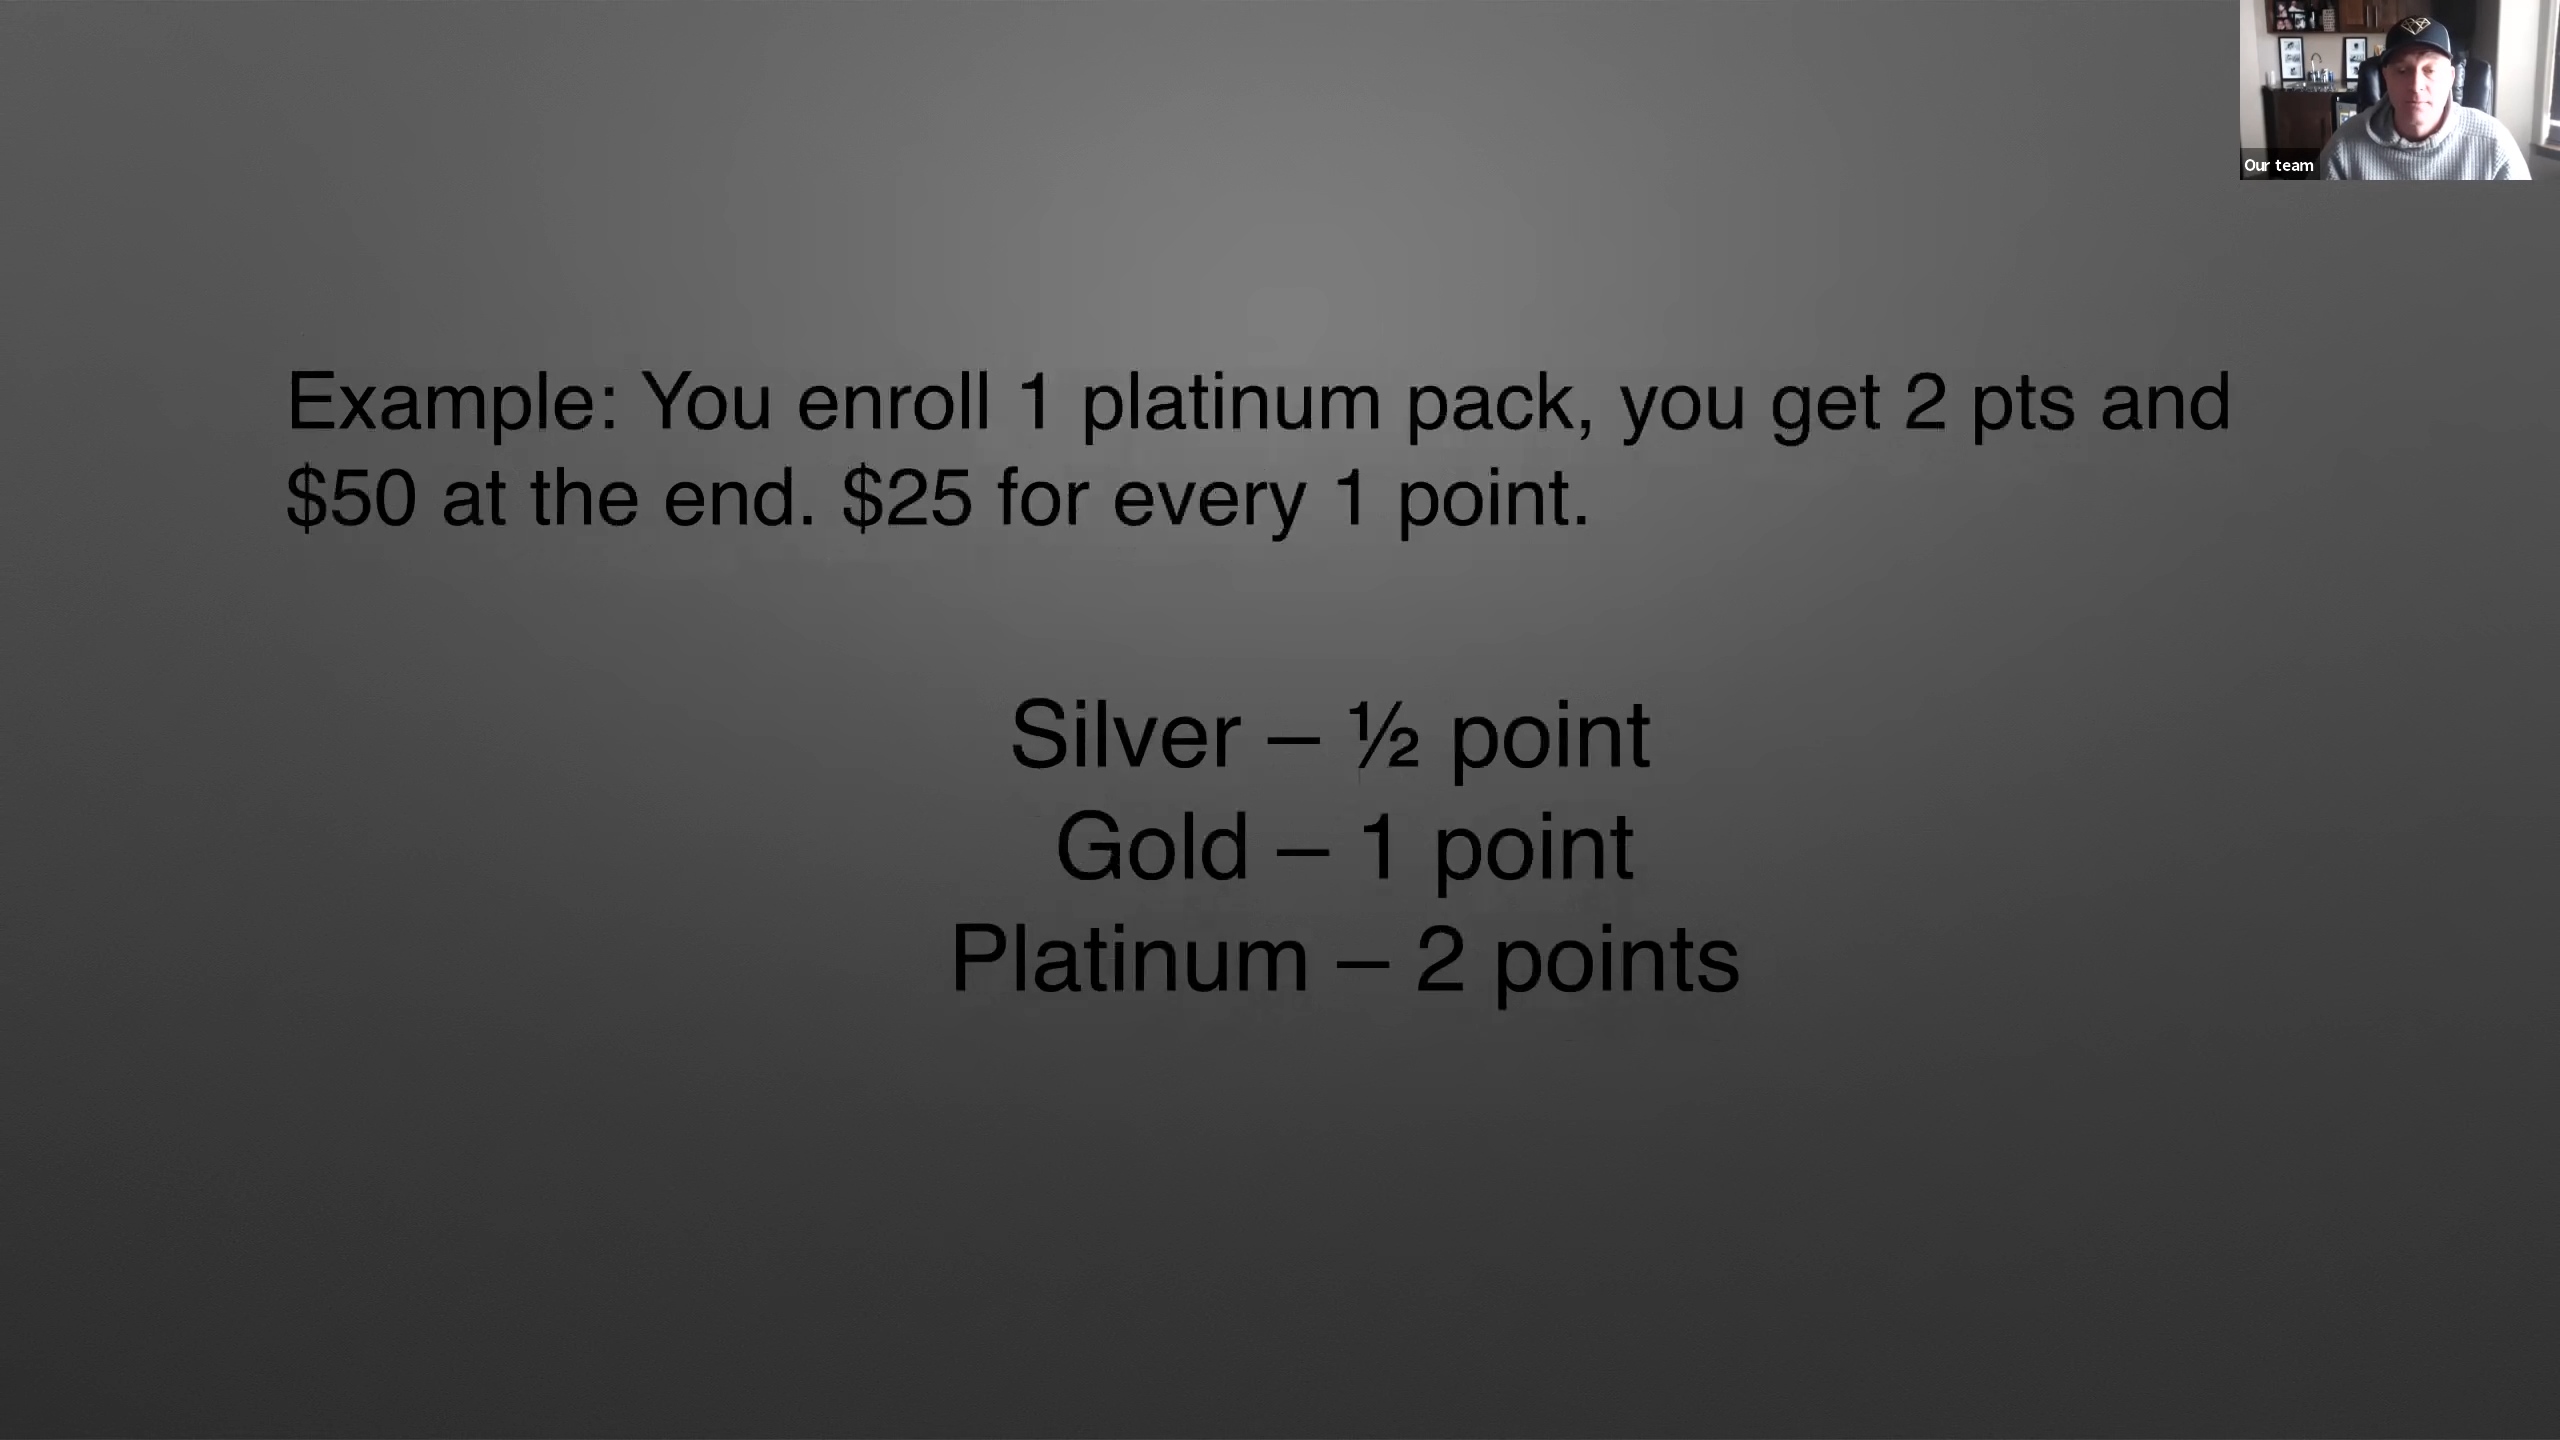 Our team
Example: You enroll 1 platinum pack, you get 2 pts and
$50 at the end. $25 for every 1 point.
Silver – ½ point
Gold – 1 point
Platinum – 2 points